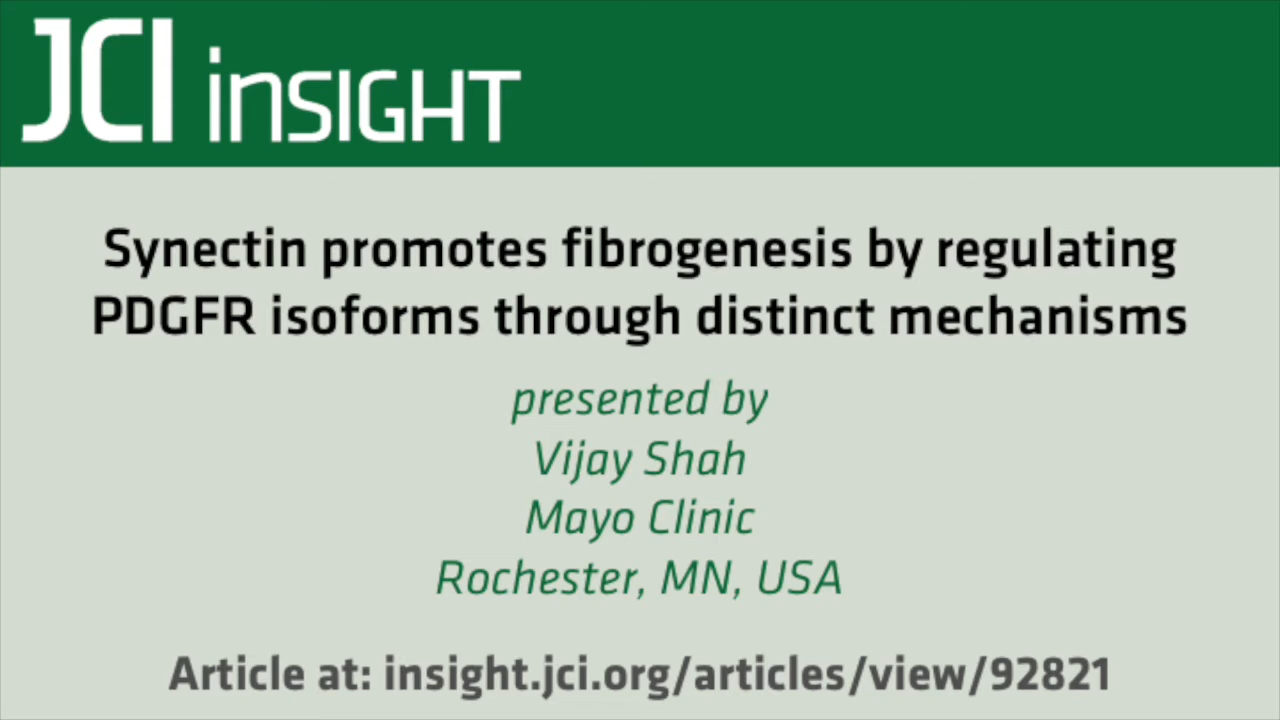 JCI inSIGHT
Synectin promotes fibrogenesis by regulating
PDGFR isoforms through distinct mechanisms
presented by
Vijay Shah
Mayo Clinic
Rochester, MN, USA
Article at: insight.jci.org/articles/view/92821